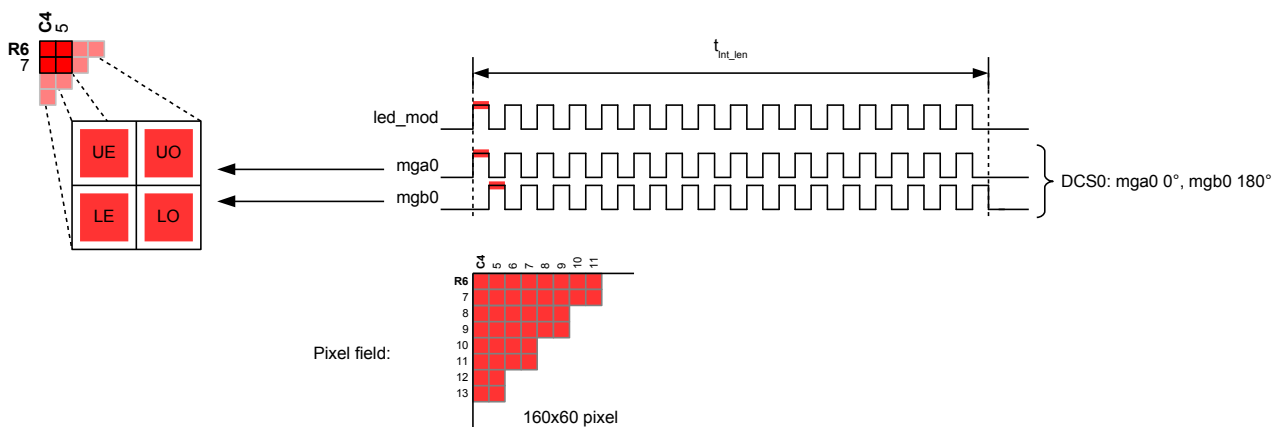 C4
5
R6
7
UE UO
LE LO
t_int_len
led_mod
mga0
mgb0
DCS0: mga0 0°, mgb0 180°
C4 5 6 7 8 9 10 11
R6
7
8
9
10
11
12
13
Pixel field:
160x60 pixel